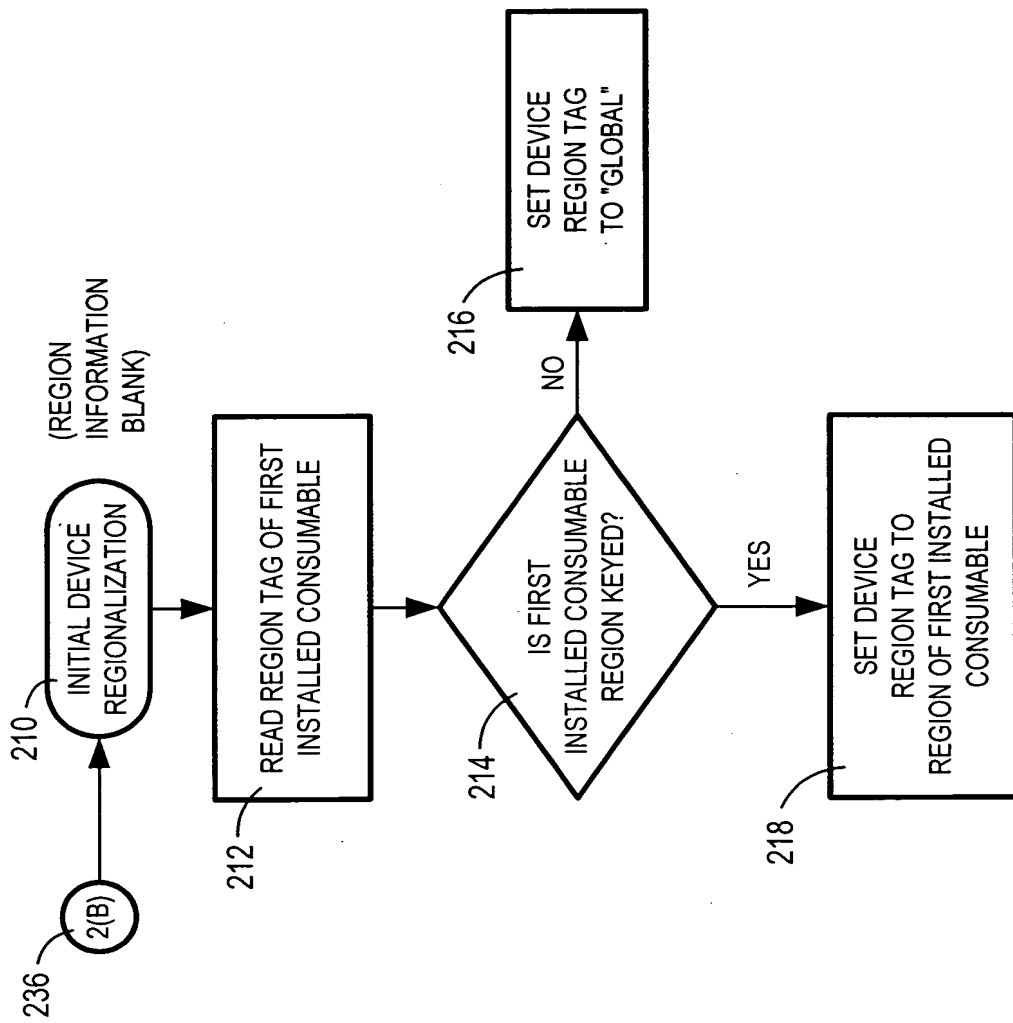 236
2(B)
210
INITIAL DEVICE
REGIONALIZATION
(REGION
INFORMATION
BLANK)
212
READ REGION TAG OF FIRST
INSTALLED CONSUMABLE
214
IS FIRST
INSTALLED CONSUMABLE
REGION KEYED?
NO
216
SET DEVICE
REGION TAG
TO "GLOBAL"
YES
218
SET DEVICE
REGION TAG TO
REGION OF FIRST INSTALLED
CONSUMABLE